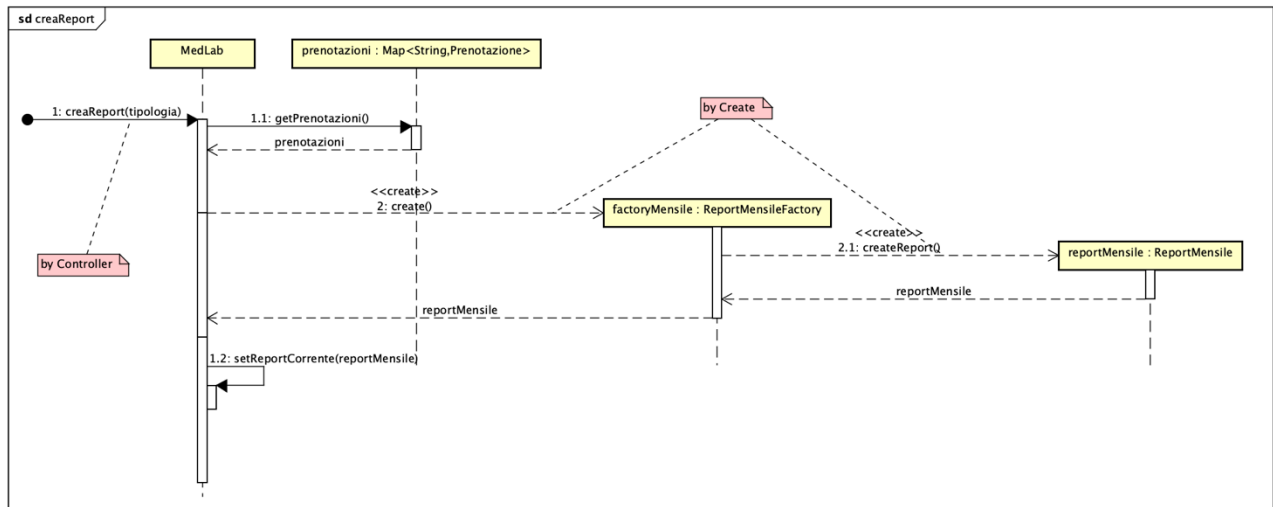 sd creaReport
MedLab
prenotazioni : Map<String,Prenotazione>
by Create
1: creaReport(tipologia)
1.1: getPrenotazioni()
prenotazioni
<<create>>
2: create()
factoryMensile : ReportMensileFactory
<<create>>
2.1: createReport()
reportMensile : ReportMensile
by Controller
reportMensile
reportMensile
1.2: setReportCorrente(reportMensile)